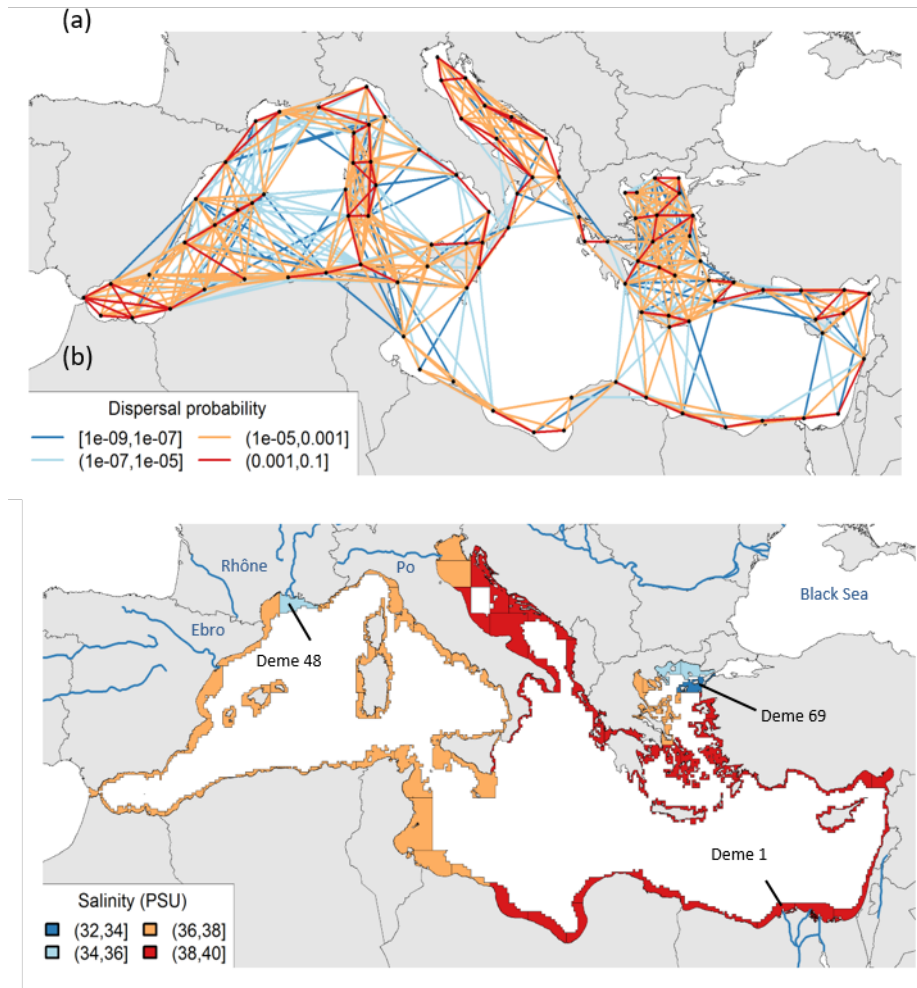 (a)
(b)
Dispersal probability
[1e-09,1e-07]
(1e-05,0.001]
(1e-07,1e-05]
(0.001,0.1]
Rhône
Po
Black Sea
Ebro
Deme 48
Deme 69
Deme 1
Salinity (PSU)
(32,34]
(36,38]
(34,36]
(38,40]